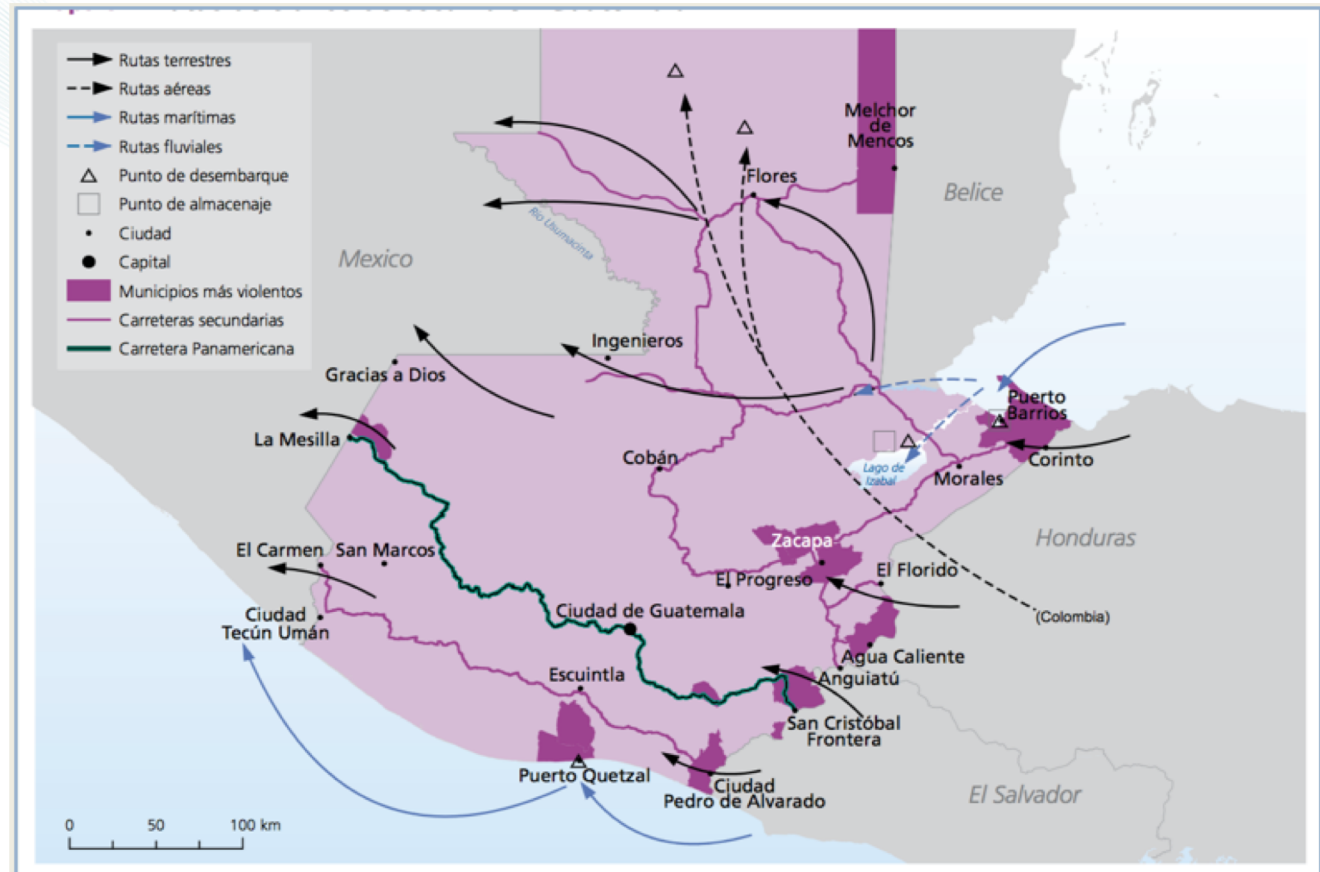 Rutas terrestres
Rutas aéreas
Rutas marítimas
Rutas fluviales
Punto de desembarque
Punto de almacenaje
Ciudad
Capital
Municipios más violentos
Carreteras secundarias
Carretera Panamericana
Melchor
de
Mencos
Flores
Belice
Mexico
Río Usumacinta
Ingenieros
Gracias a Dios
Puerto
Barrios
La Mesilla
Cobán
Lago de
Izabal
Morales
Corinto
Honduras
Zacapa
El Carmen
San Marcos
El Progreso
El Florido
Ciudad
Tecún Umán
Ciudad de Guatemala
(Colombia)
Agua Caliente
Anguiatú
Escuintla
San Cristóbal
Frontera
Puerto Quetzal
Ciudad
Pedro de Alvarado
El Salvador
0 50 100 km